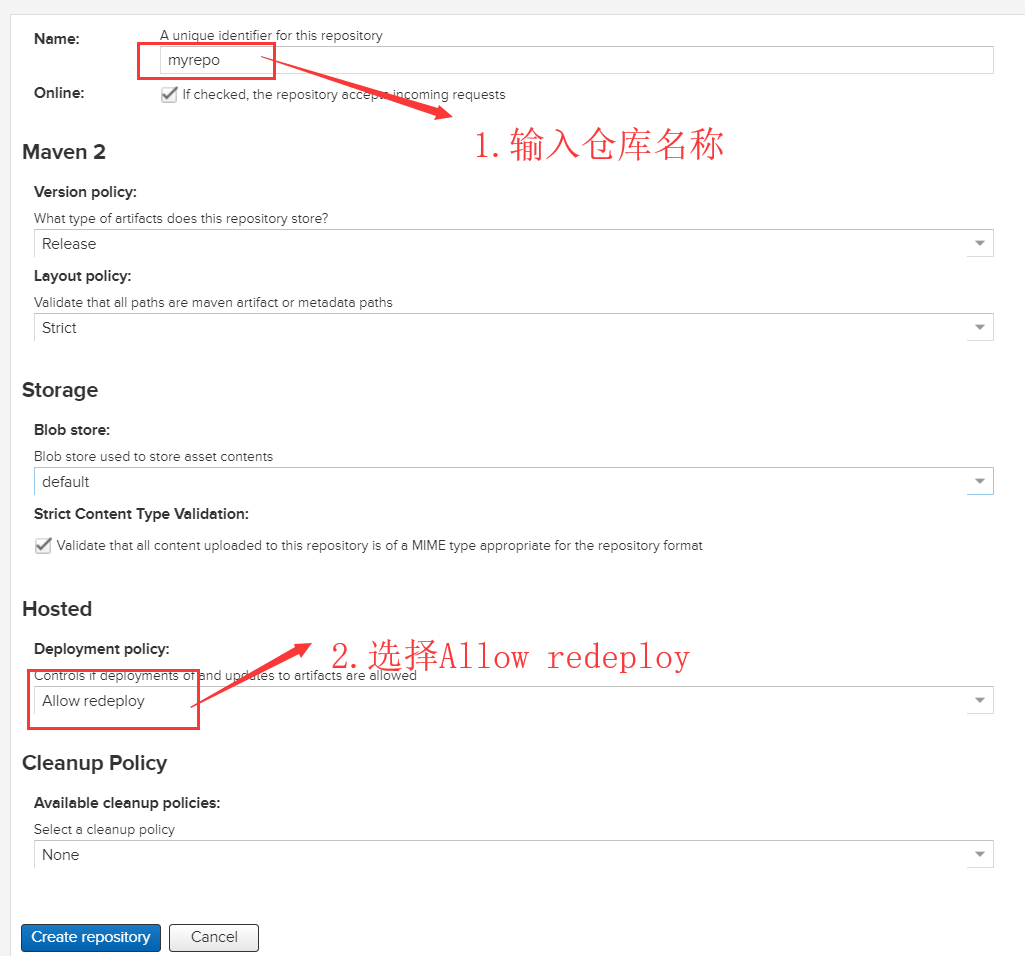 Name:
A unique identifier for this repository
myrepo
Online:
If checked, the repository accepts incoming requests
1.输入仓库名称
Maven 2
Version policy:
What type of artifacts does this repository store?
Release
Layout policy:
Validate that all paths are maven artifact or metadata paths
Strict
Storage
Blob store:
Blob store used to store asset contents
default
Strict Content Type Validation:
Validate that all content uploaded to this repository is of a MIME type appropriate for the repository format
Hosted
Deployment policy:
2.选择Allow redeploy
Controls if deployments of and updates to artifacts are allowed
Allow redeploy
Cleanup Policy
Available cleanup policies:
Select a cleanup policy
None
Create repository
Cancel